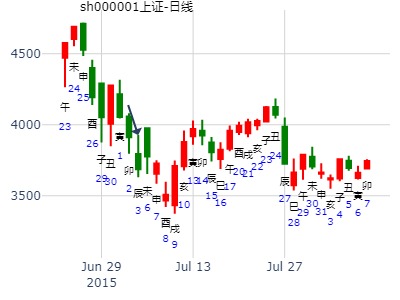 sh000001上证-日线
4500
4000
3500
午 23
未 24
申 25
酉 26
子 29
丑 30
寅 1
卯 2
辰 3
未 6
午 7
酉 8
戌 9
亥 10
寅 13
卯 14
辰 15
巳 16
午 17
酉 20
戌 21
亥 22
子 23
丑 24
辰 27
巳 28
午 29
未 30
申 31
亥 3
子 4
丑 5
寅 6
卯 7
Jun 29
2015
Jul 13
Jul 27